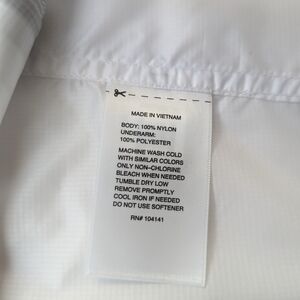 MADE IN VIETNAM
BODY: 100% NYLON
UNDERARM:
100% POLYESTER
MACHINE WASH COLD
WITH SIMILAR COLORS
ONLY NON-CHLORINE
BLEACH WHEN NEEDED
TUMBLE DRY LOW
REMOVE PROMPTLY
COOL IRON IF NEEDED
DO NOT USE SOFTENER
RN# 104141